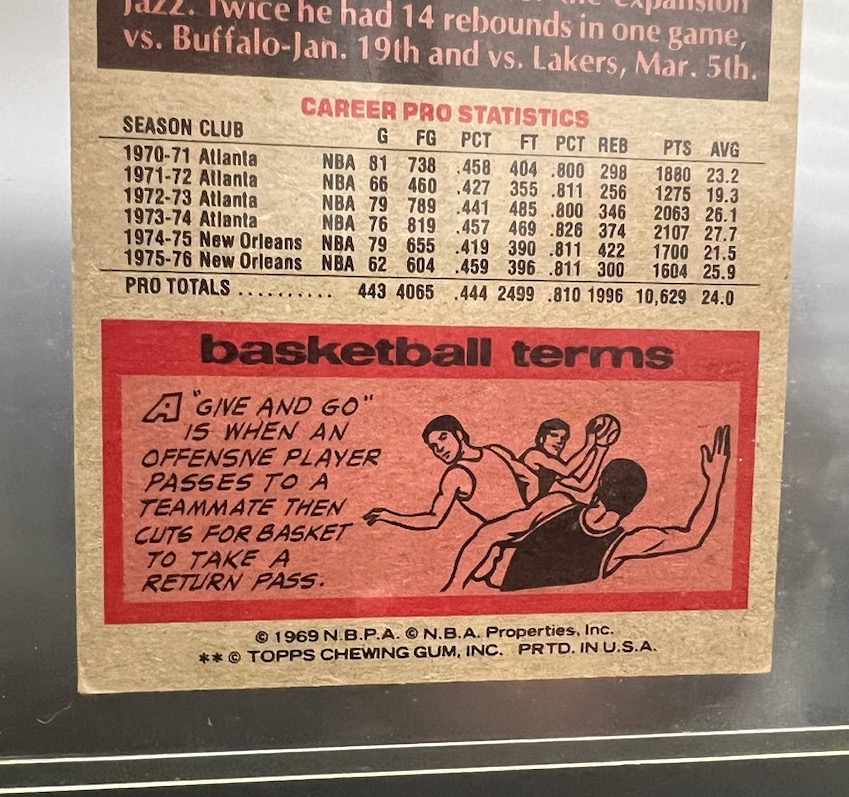 Jazz. Twice he had 14 rebounds in one game,
vs. Buffalo-Jan. 19th and vs. Lakers, Mar. 5th.
CAREER PRO STATISTICS
SEASON CLUB G FG PCT FT PCT REB PTS AVG
1970-71 Atlanta NBA 81 738 .458 404 .800 298 1880 23.2
1971-72 Atlanta NBA 66 460 .427 355 .811 256 1275 19.3
1972-73 Atlanta NBA 79 789 .441 485 .800 346 2063 26.1
1973-74 Atlanta NBA 76 819 .457 469 .826 374 2107 27.7
1974-75 New Orleans NBA 79 655 .419 390 .811 422 1700 21.5
1975-76 New Orleans NBA 62 604 .459 396 .811 300 1604 25.9
PRO TOTALS .......... 443 4065 .444 2499 .810 1996 10,629 24.0
basketball terms
A "GIVE AND GO"
IS WHEN AN
OFFENSIVE PLAYER
PASSES TO A
TEAMMATE THEN
CUTS FOR BASKET
TO TAKE A
RETURN PASS.
© 1969 N.B.P.A. © N.B.A. Properties, Inc.
** © TOPPS CHEWING GUM, INC. PRTD. IN U.S.A.